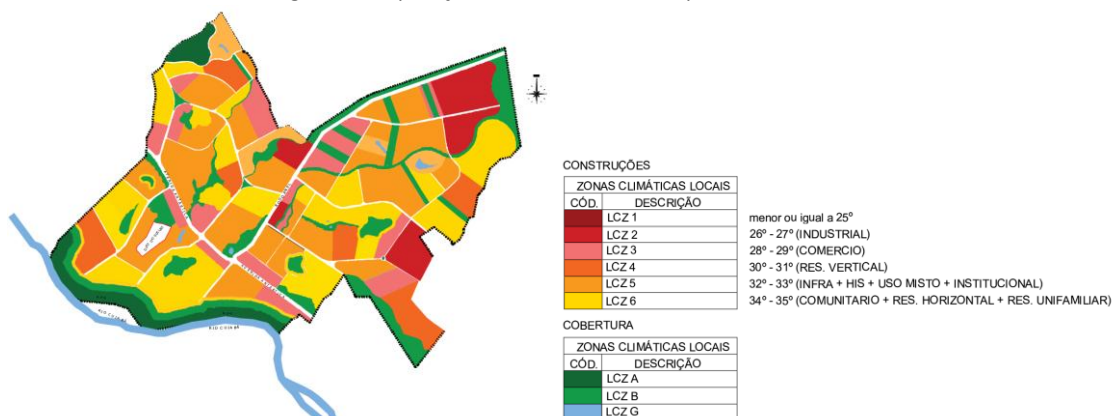 CONSTRUÇÕES
ZONAS CLIMÁTICAS LOCAIS
CÓD. DESCRIÇÃO
LCZ 1 menor ou igual a 25º
LCZ 2 26º - 27º (INDUSTRIAL)
LCZ 3 28º - 29º (COMERCIO)
LCZ 4 30º - 31º (RES. VERTICAL)
LCZ 5 32º - 33º (INFRA + HIS + USO MISTO + INSTITUCIONAL)
LCZ 6 34º - 35º (COMUNITARIO + RES. HORIZONTAL + RES. UNIFAMILIAR)
COBERTURA
ZONAS CLIMÁTICAS LOCAIS
CÓD. DESCRIÇÃO
LCZ A
LCZ B
LCZ G